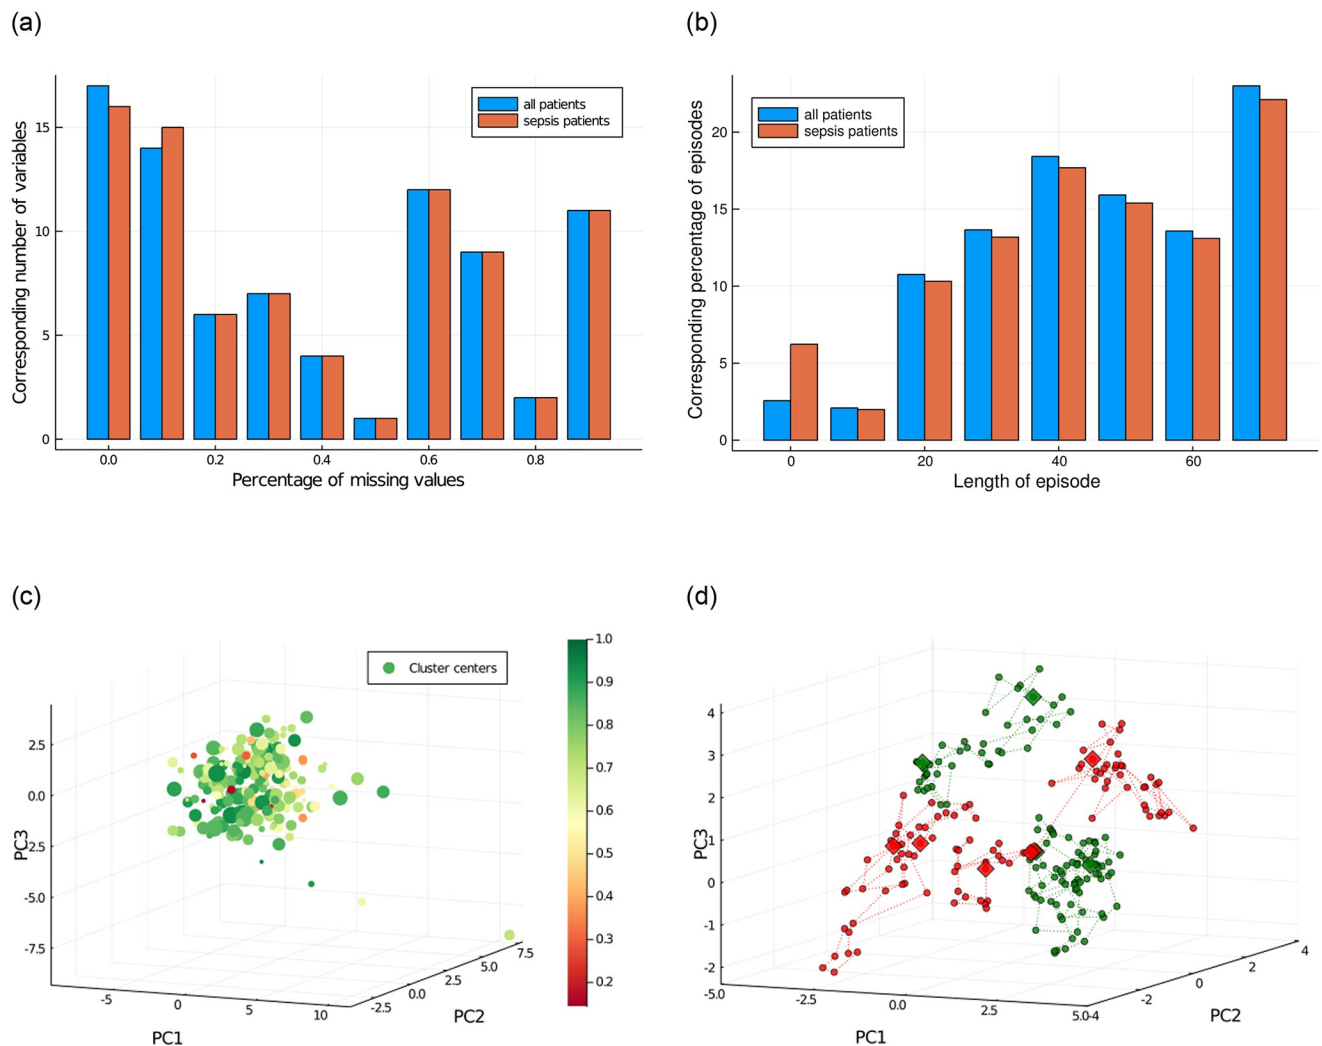 (a)
all patients
sepsis patients
Corresponding number of variables
15
10
5
0
0.0 0.2 0.4 0.6 0.8
Percentage of missing values
(b)
all patients
sepsis patients
Corresponding percentage of episodes
20
15
10
5
0
0 20 40 60
Length of episode
(c)
Cluster centers
1.0
0.9
0.8
0.7
0.6
0.5
0.4
0.3
0.2
2.5
0.0
PC3
-2.5
-5.0
-7.5
-5 0 5 10
PC1
-2.5 0.0 2.5 5.0 7.5
PC2
(d)
4
3
2
1
PC3
0
-1
-2
-5.0 -2.5 0.0 2.5 5.0
PC1
-4 -2 0 2 4
PC2